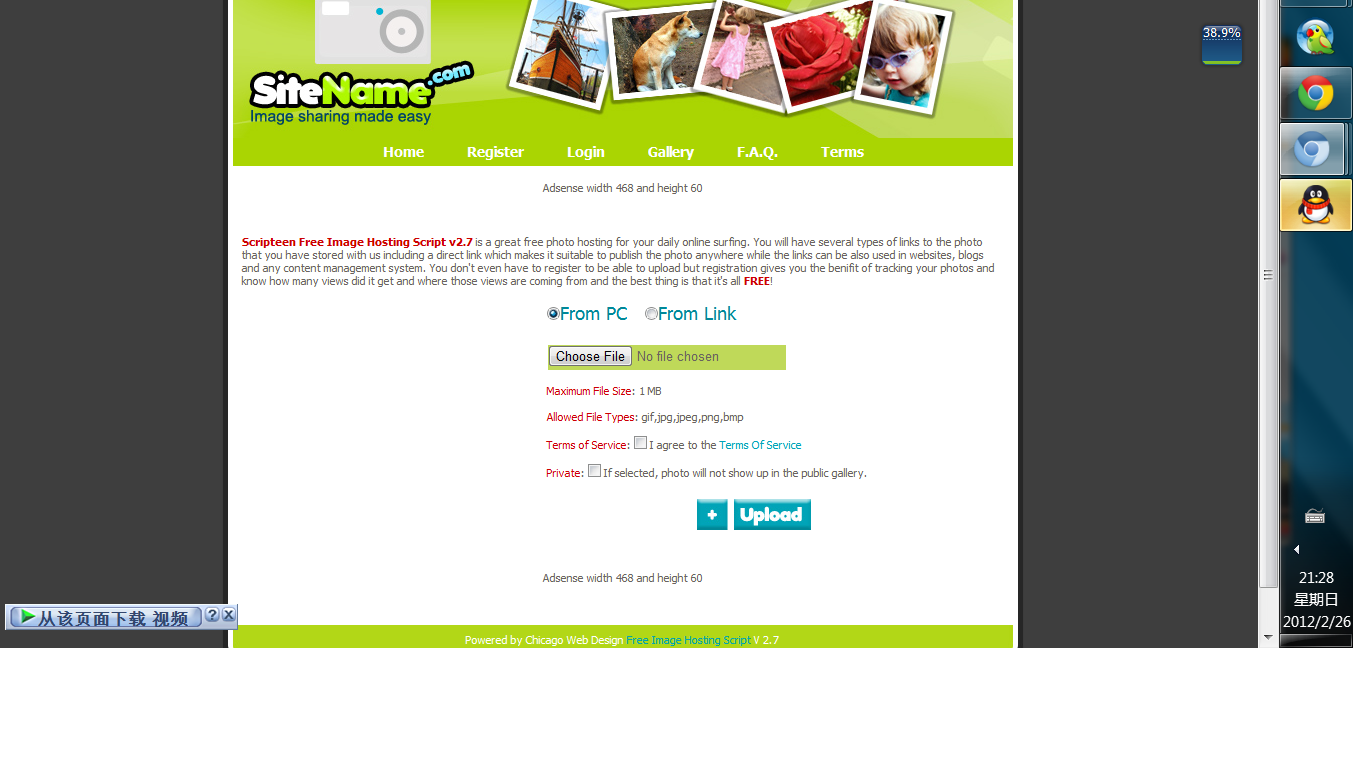 38.9%
SiteName.com
Image sharing made easy
Home Register Login Gallery F.A.Q. Terms
Adsense width 468 and height 60
Scripteen Free Image Hosting Script v2.7 is a great free photo hosting for your daily online surfing. You will have several types of links to the photo
that you have stored with us including a direct link which makes it suitable to publish the photo anywhere while the links can be also used in websites, blogs
and any content management system. You don't even have to register to be able to upload but registration gives you the benifit of tracking your photos and
know how many views did it get and where those views are coming from and the best thing is that it's all FREE!
From PC From Link
Choose File No file chosen
Maximum File Size: 1 MB
Allowed File Types: gif,jpg,jpeg,png,bmp
Terms of Service: I agree to the Terms Of Service
Private: If selected, photo will not show up in the public gallery.
+ Upload
Adsense width 468 and height 60
从该页面下载 视频 ? X
Powered by Chicago Web Design Free Image Hosting Script V 2.7
21:28
星期日
2012/2/26